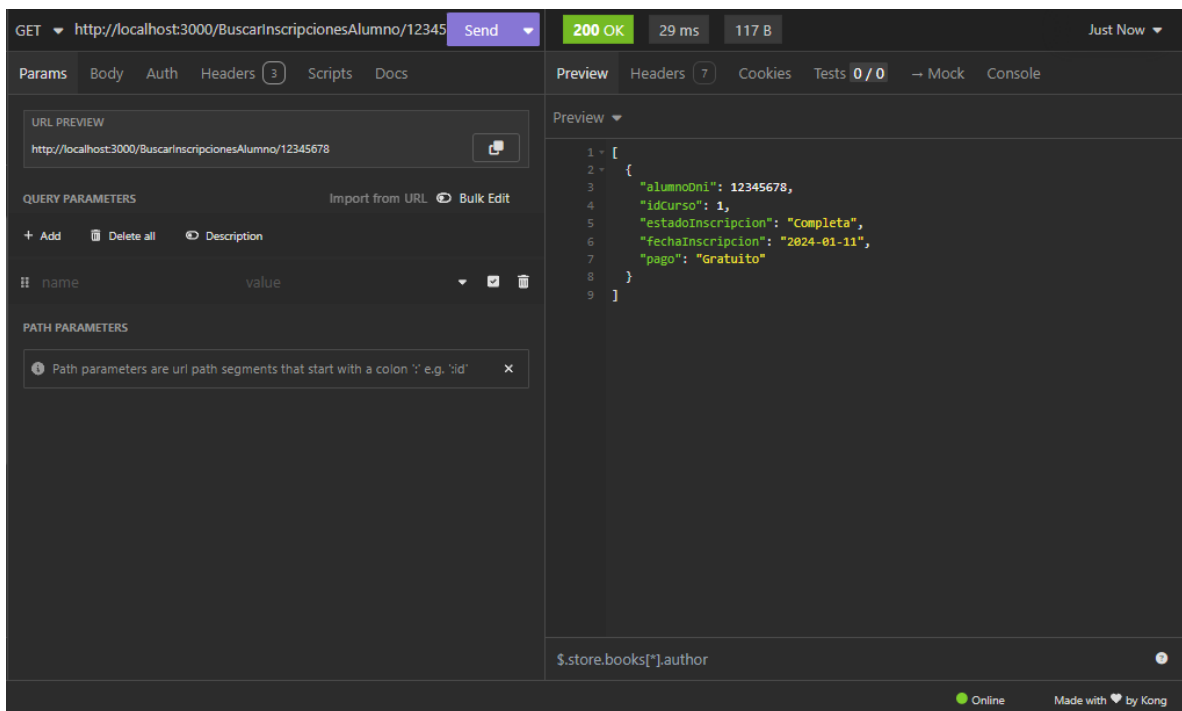 GET http://localhost:3000/BuscarInscripcionesAlumno/12345 Send
Params Body Auth Headers 3 Scripts Docs
URL PREVIEW
http://localhost:3000/BuscarInscripcionesAlumno/12345678
QUERY PARAMETERS Import from URL Bulk Edit
+ Add Delete all Description
name value
PATH PARAMETERS
Path parameters are url path segments that start with a colon ':' e.g. ':id' ×
200 OK 29 ms 117 B Just Now
Preview Headers 7 Cookies Tests 0 / 0 → Mock Console
Preview
1 [
2 {
3 "alumnoDni": 12345678,
4 "idCurso": 1,
5 "estadoInscripcion": "Completa",
6 "fechaInscripcion": "2024-01-11",
7 "pago": "Gratuito"
8 }
9 ]
$.store.books[*].author ?
Online Made with ♥ by Kong